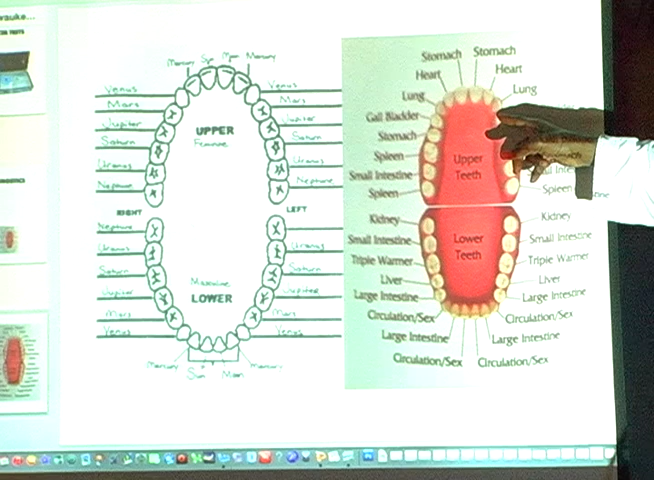 Mercury Sun Moon Mercury
Venus Venus
Mars Mars
Jupiter Jupiter
Saturn Saturn
Uranus Uranus
Neptune Neptune
UPPER
Feminine
RIGHT LEFT
Neptune
Uranus Uranus
Saturn Saturn
Jupiter Jupiter
Mars Mars
Venus Venus
Masculine
LOWER
Mercury Sun Moon Mercury
Stomach Stomach
Heart Heart
Lung Lung
Gall Bladder
Stomach
Spleen
Small Intestine
Spleen Spleen
Upper
Teeth
Kidney Kidney
Small Intestine Small Intestine
Triple Warmer Triple Warmer
Liver Liver
Large Intestine Large Intestine
Circulation/Sex Circulation/Sex
Large Intestine Large Intestine
Circulation/Sex Circulation/Sex
Lower
Teeth